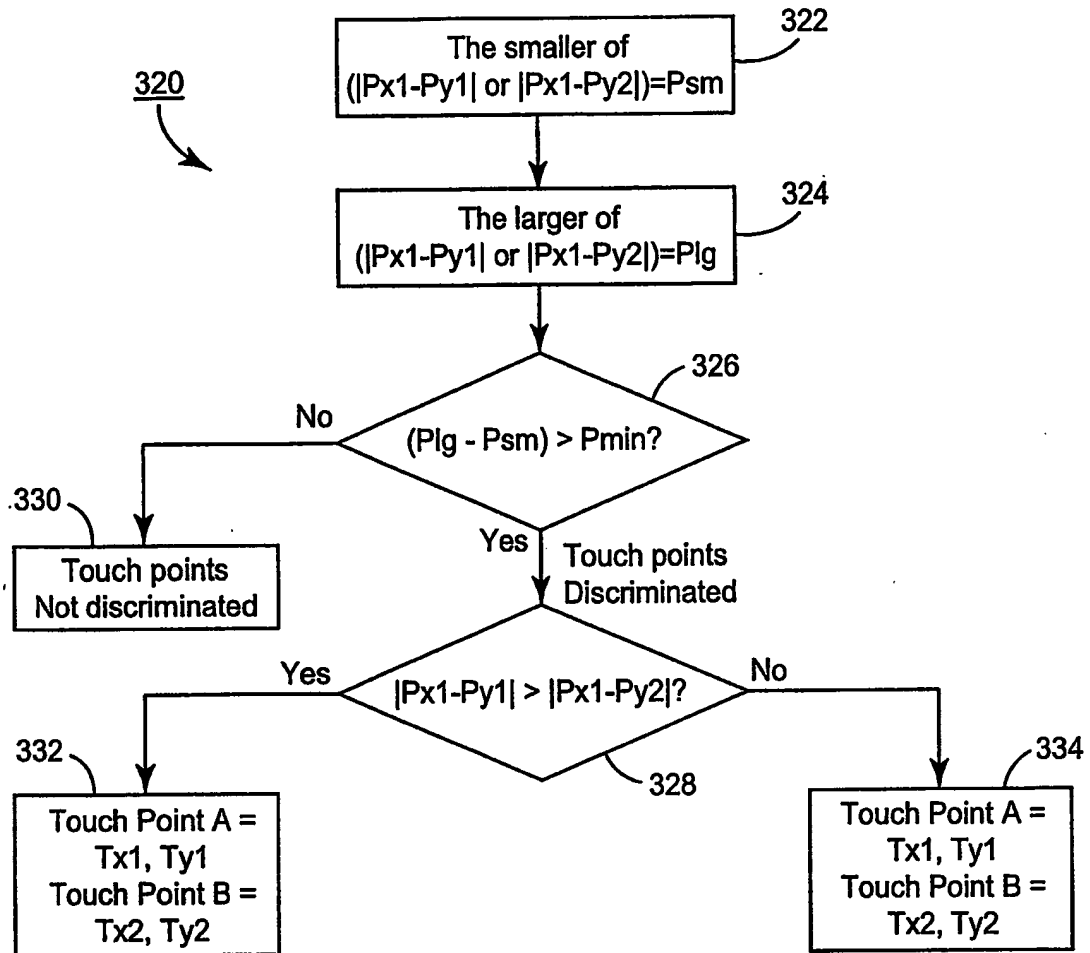 322
The smaller of
(|Px1-Py1| or |Px1-Py2|)=Psm
320
324
The larger of
(|Px1-Py1| or |Px1-Py2|)=Plg
326
No
(Plg - Psm) > Pmin?
330
Touch points
Not discriminated
Yes
Touch points
Discriminated
Yes
|Px1-Py1| > |Px1-Py2|?
No
328
332
Touch Point A =
Tx1, Ty1
Touch Point B =
Tx2, Ty2
334
Touch Point A =
Tx1, Ty1
Touch Point B =
Tx2, Ty2